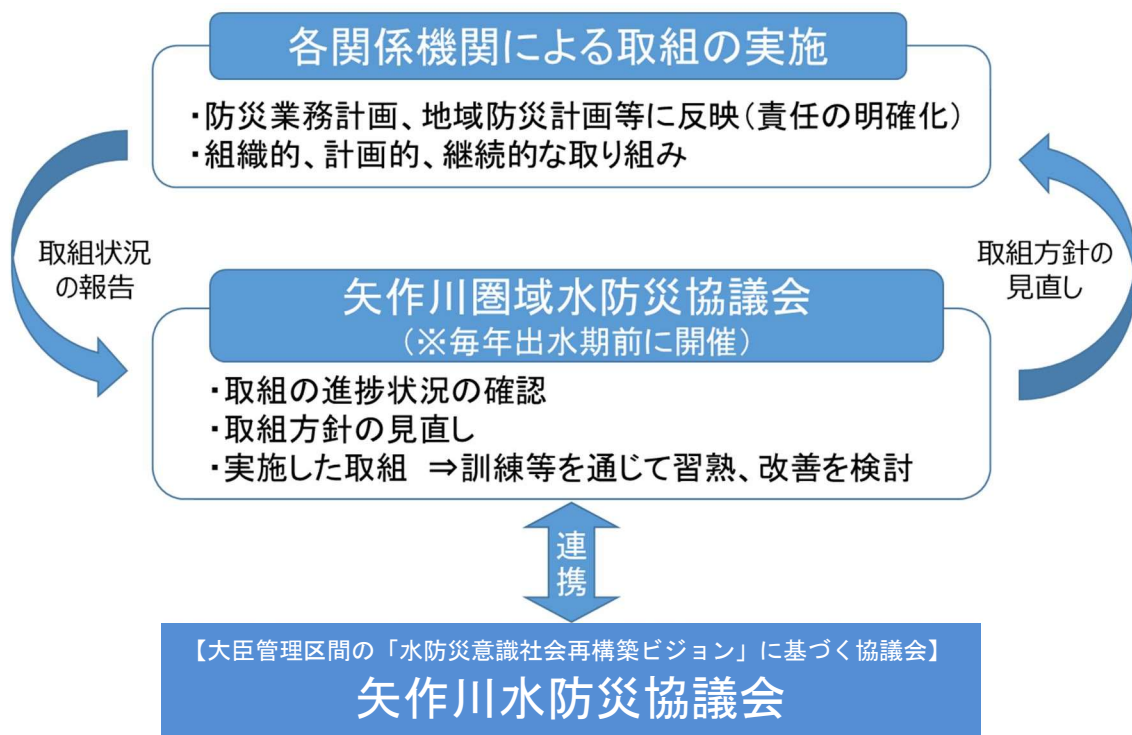 各関係機関による取組の実施
・防災業務計画、地域防災計画等に反映(責任の明確化)
・組織的、計画的、継続的な取り組み
取組状況
の報告
取組方針の
見直し
矢作川圏域水防災協議会
(※毎年出水期前に開催)
・取組の進捗状況の確認
・取組方針の見直し
・実施した取組 ⇒訓練等を通じて習熟、改善を検討
連
携
【大臣管理区間の「水防災意識社会再構築ビジョン」に基づく協議会】
矢作川水防災協議会